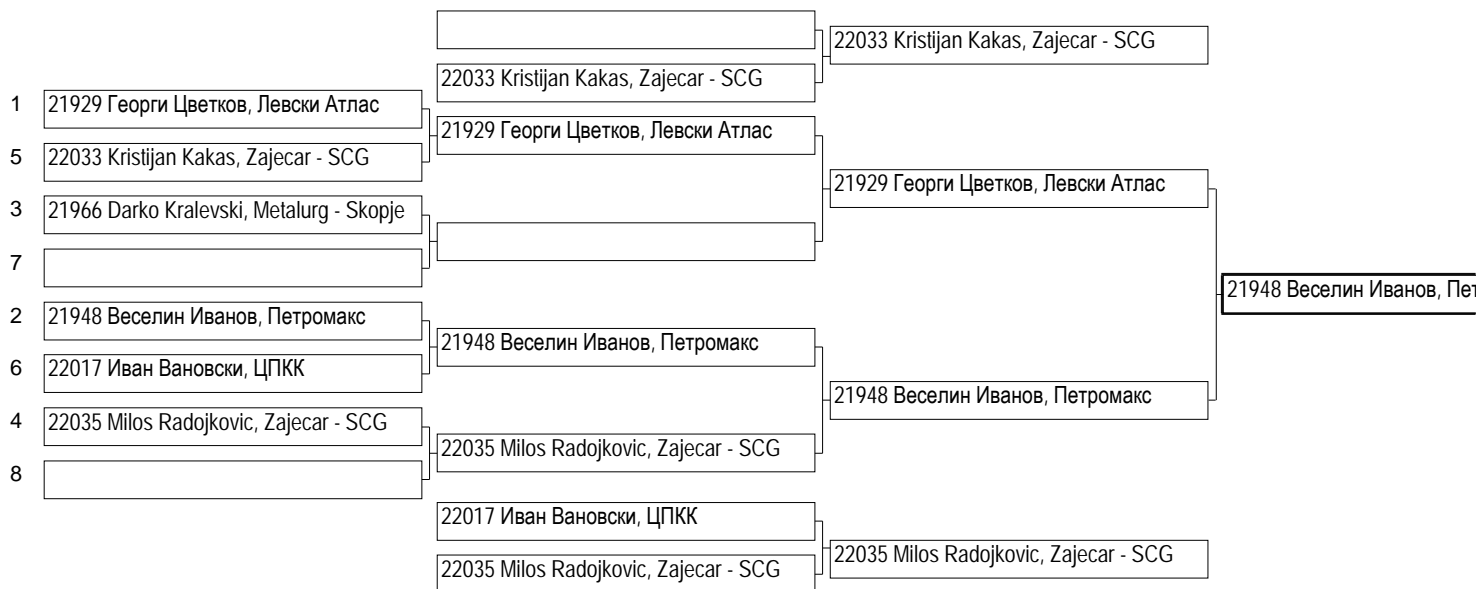 22033 Kristijan Kakas, Zajecar - SCG
22033 Kristijan Kakas, Zajecar - SCG
1 21929 Георги Цветков, Левски Атлас
21929 Георги Цветков, Левски Атлас
5 22033 Kristijan Kakas, Zajecar - SCG
21929 Георги Цветков, Левски Атлас
3 21966 Darko Kralevski, Metalurg - Skopje
7
21948 Веселин Иванов, Пет
2 21948 Веселин Иванов, Петромакс
21948 Веселин Иванов, Петромакс
6 22017 Иван Вановски, ЦПКК
21948 Веселин Иванов, Петромакс
4 22035 Milos Radojkovic, Zajecar - SCG
22035 Milos Radojkovic, Zajecar - SCG
8
22017 Иван Вановски, ЦПКК
22035 Milos Radojkovic, Zajecar - SCG
22035 Milos Radojkovic, Zajecar - SCG